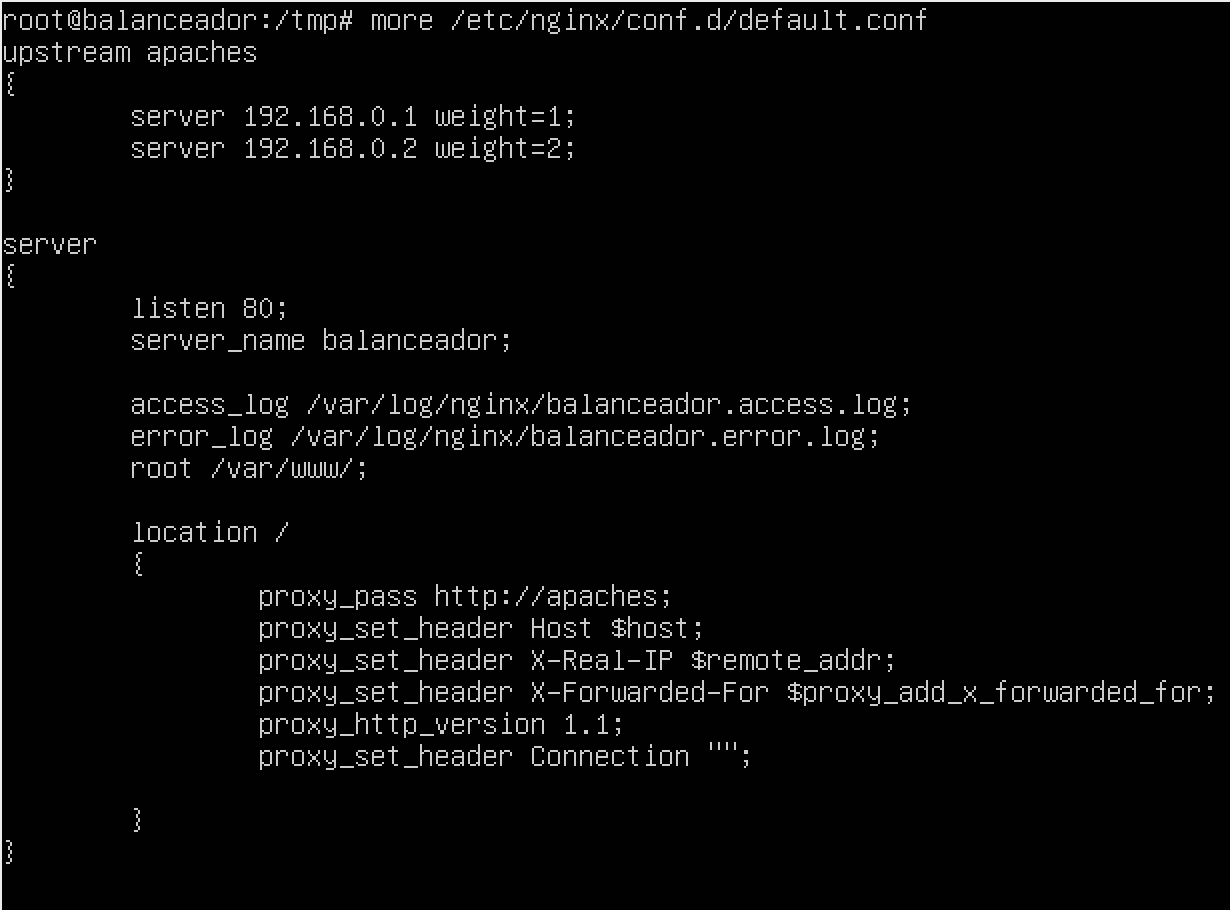 root@balanceador:/tmp# more /etc/nginx/conf.d/default.conf
upstream apaches
{
        server 192.168.0.1 weight=1;
        server 192.168.0.2 weight=2;
}

server
{
        listen 80;
        server_name balanceador;

        access_log /var/log/nginx/balanceador.access.log;
        error_log /var/log/nginx/balanceador.error.log;
        root /var/www/;

        location /
        {
                proxy_pass http://apaches;
                proxy_set_header Host $host;
                proxy_set_header X-Real-IP $remote_addr;
                proxy_set_header X-Forwarded-For $proxy_add_x_forwarded_for;
                proxy_http_version 1.1;
                proxy_set_header Connection "";

        }
}